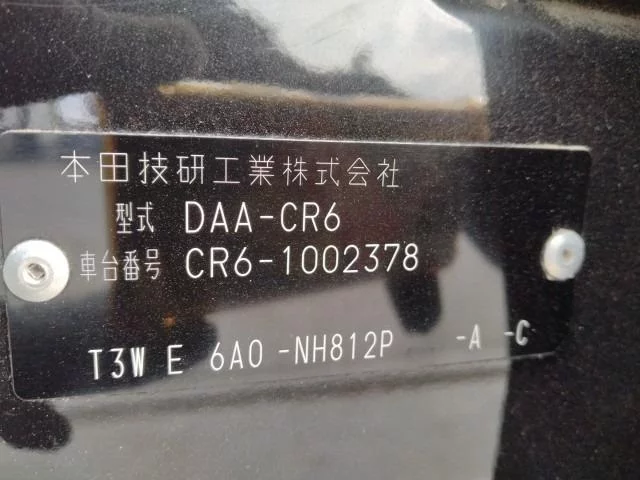 本田技研工業株式会社
型式 DAA-CR6
車台番号 CR6-1002378
T3W E 6A0 -NH812P -A -C